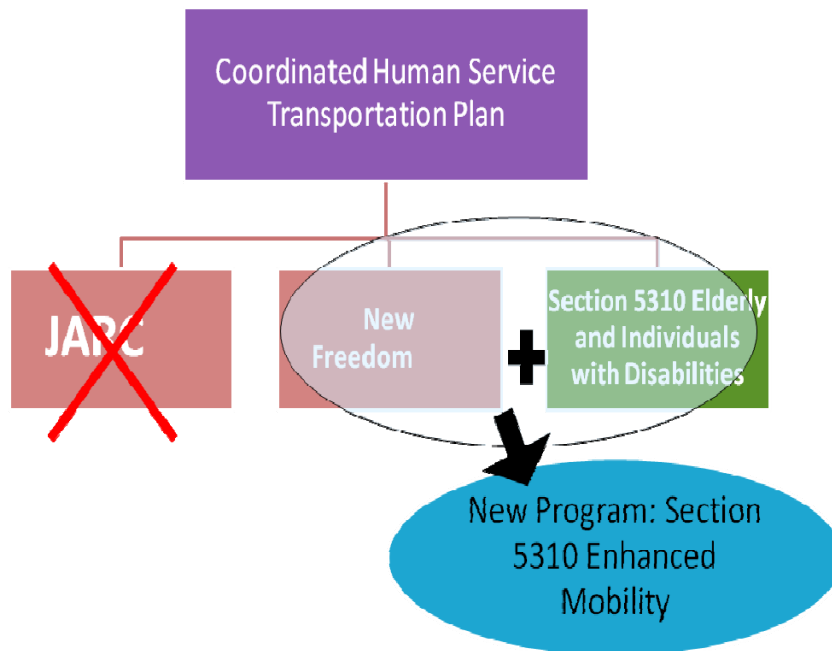 Coordinated Human Service
Transportation Plan
JARC
New
Freedom
+
Section 5310 Elderly
and Individuals
with Disabilities
New Program: Section
5310 Enhanced
Mobility